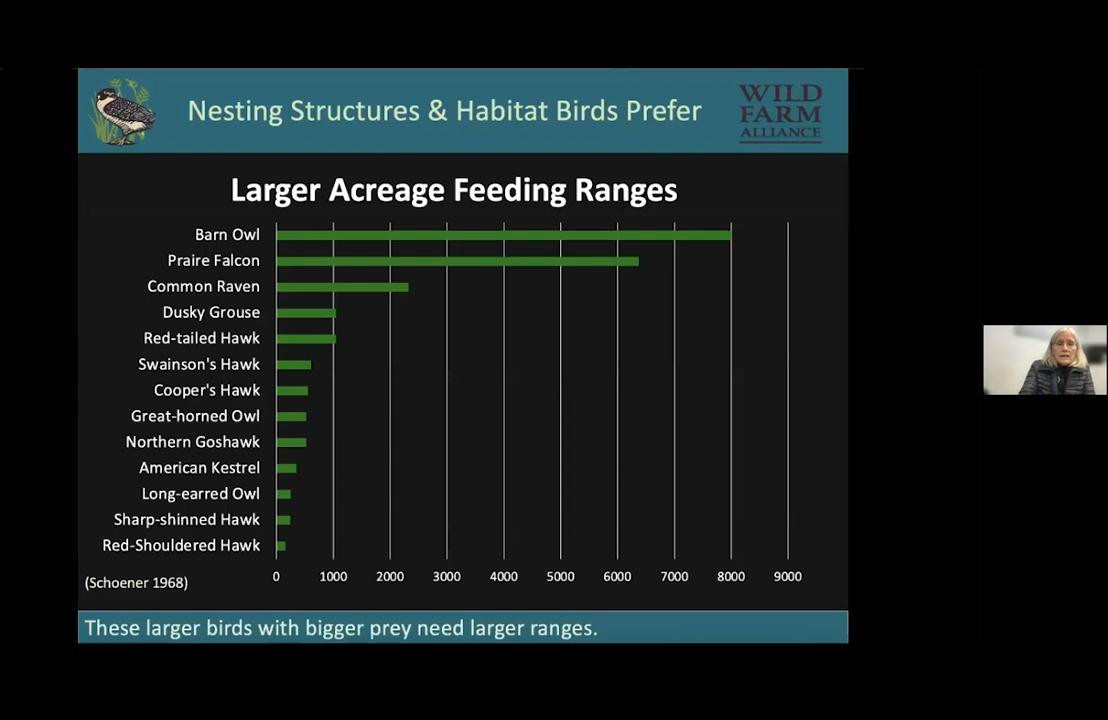 Nesting Structures & Habitat Birds Prefer
WILD
FARM
ALLIANCE
Larger Acreage Feeding Ranges
Barn Owl
Praire Falcon
Common Raven
Dusky Grouse
Red-tailed Hawk
Swainson's Hawk
Cooper's Hawk
Great-horned Owl
Northern Goshawk
American Kestrel
Long-earred Owl
Sharp-shinned Hawk
Red-Shouldered Hawk
0 1000 2000 3000 4000 5000 6000 7000 8000 9000
(Schoener 1968)
These larger birds with bigger prey need larger ranges.